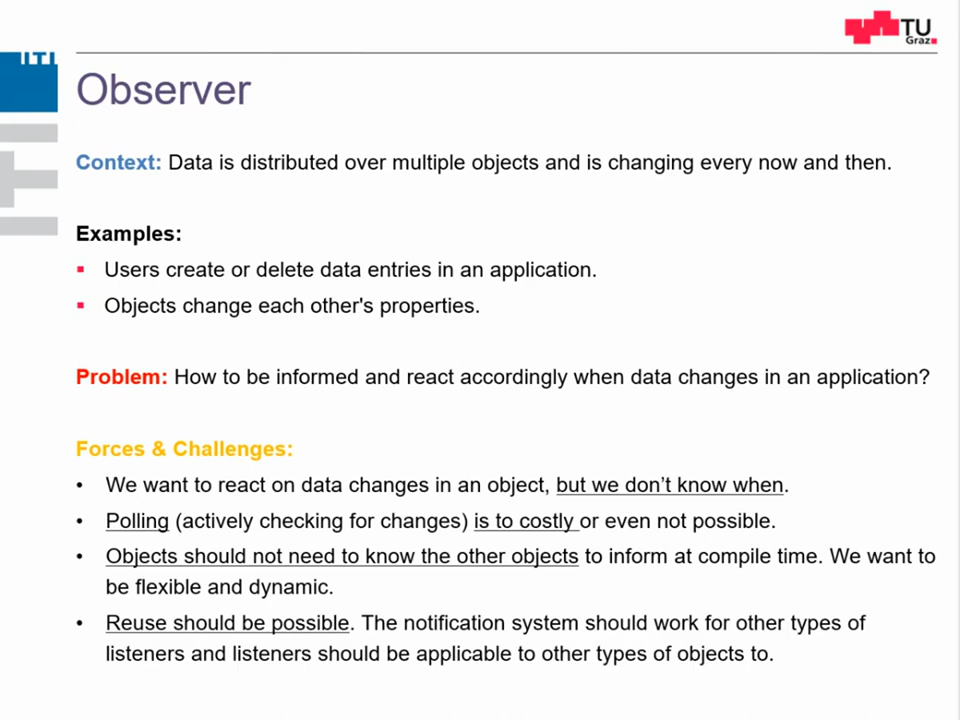 TU
Graz
ITI
Observer
Context: Data is distributed over multiple objects and is changing every now and then.
Examples:
▪ Users create or delete data entries in an application.
▪ Objects change each other's properties.
Problem: How to be informed and react accordingly when data changes in an application?
Forces & Challenges:
• We want to react on data changes in an object, but we don’t know when.
• Polling (actively checking for changes) is to costly or even not possible.
• Objects should not need to know the other objects to inform at compile time. We want to
be flexible and dynamic.
• Reuse should be possible. The notification system should work for other types of
listeners and listeners should be applicable to other types of objects to.